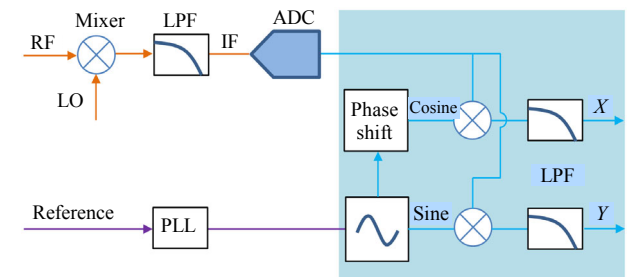 Mixer
LPF
ADC
RF
IF
LO
Phase
shift
Cosine
X
LPF
Reference
PLL
Sine
Y